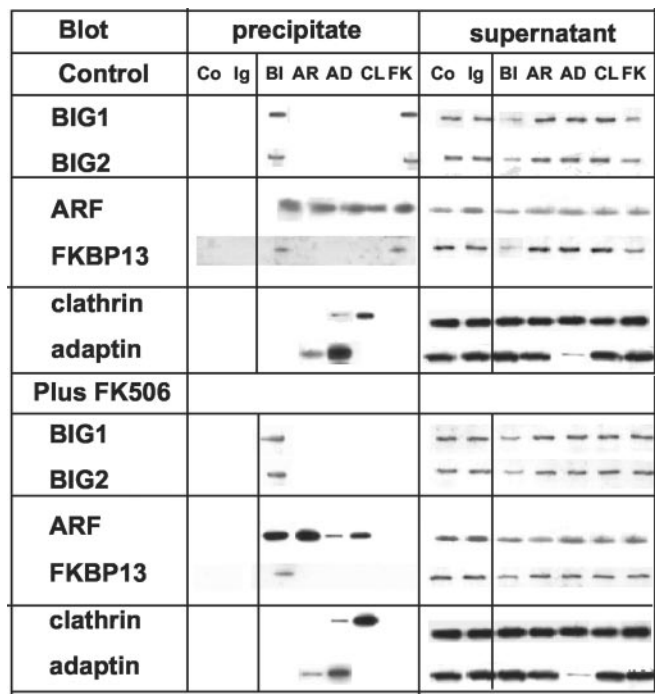 Blot precipitate supernatant
Control Co Ig BI AR AD CL FK Co Ig BI AR AD CL FK
BIG1
BIG2
ARF
FKBP13
clathrin
adaptin
Plus FK506
BIG1
BIG2
ARF
FKBP13
clathrin
adaptin